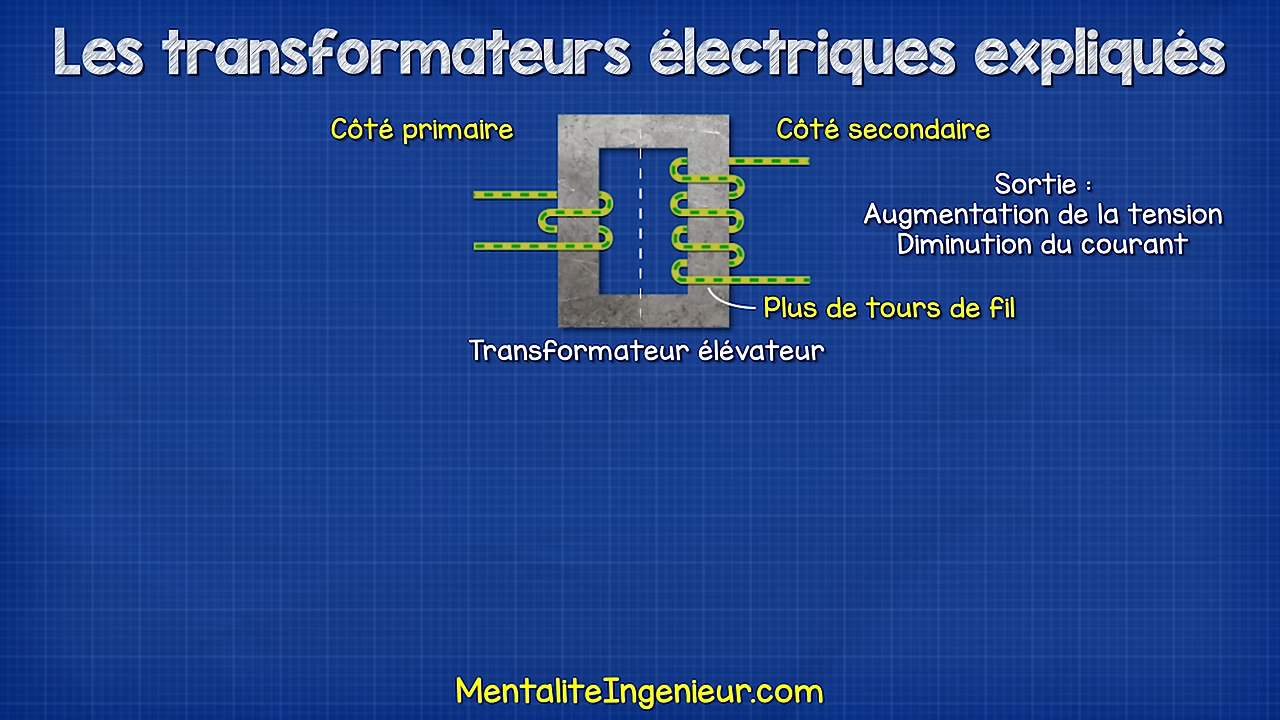 Les transformateurs électriques expliqués
Côté primaire
Côté secondaire
Sortie :
Augmentation de la tension
Diminution du courant
Plus de tours de fil
Transformateur élévateur
MentaliteIngenieur.com